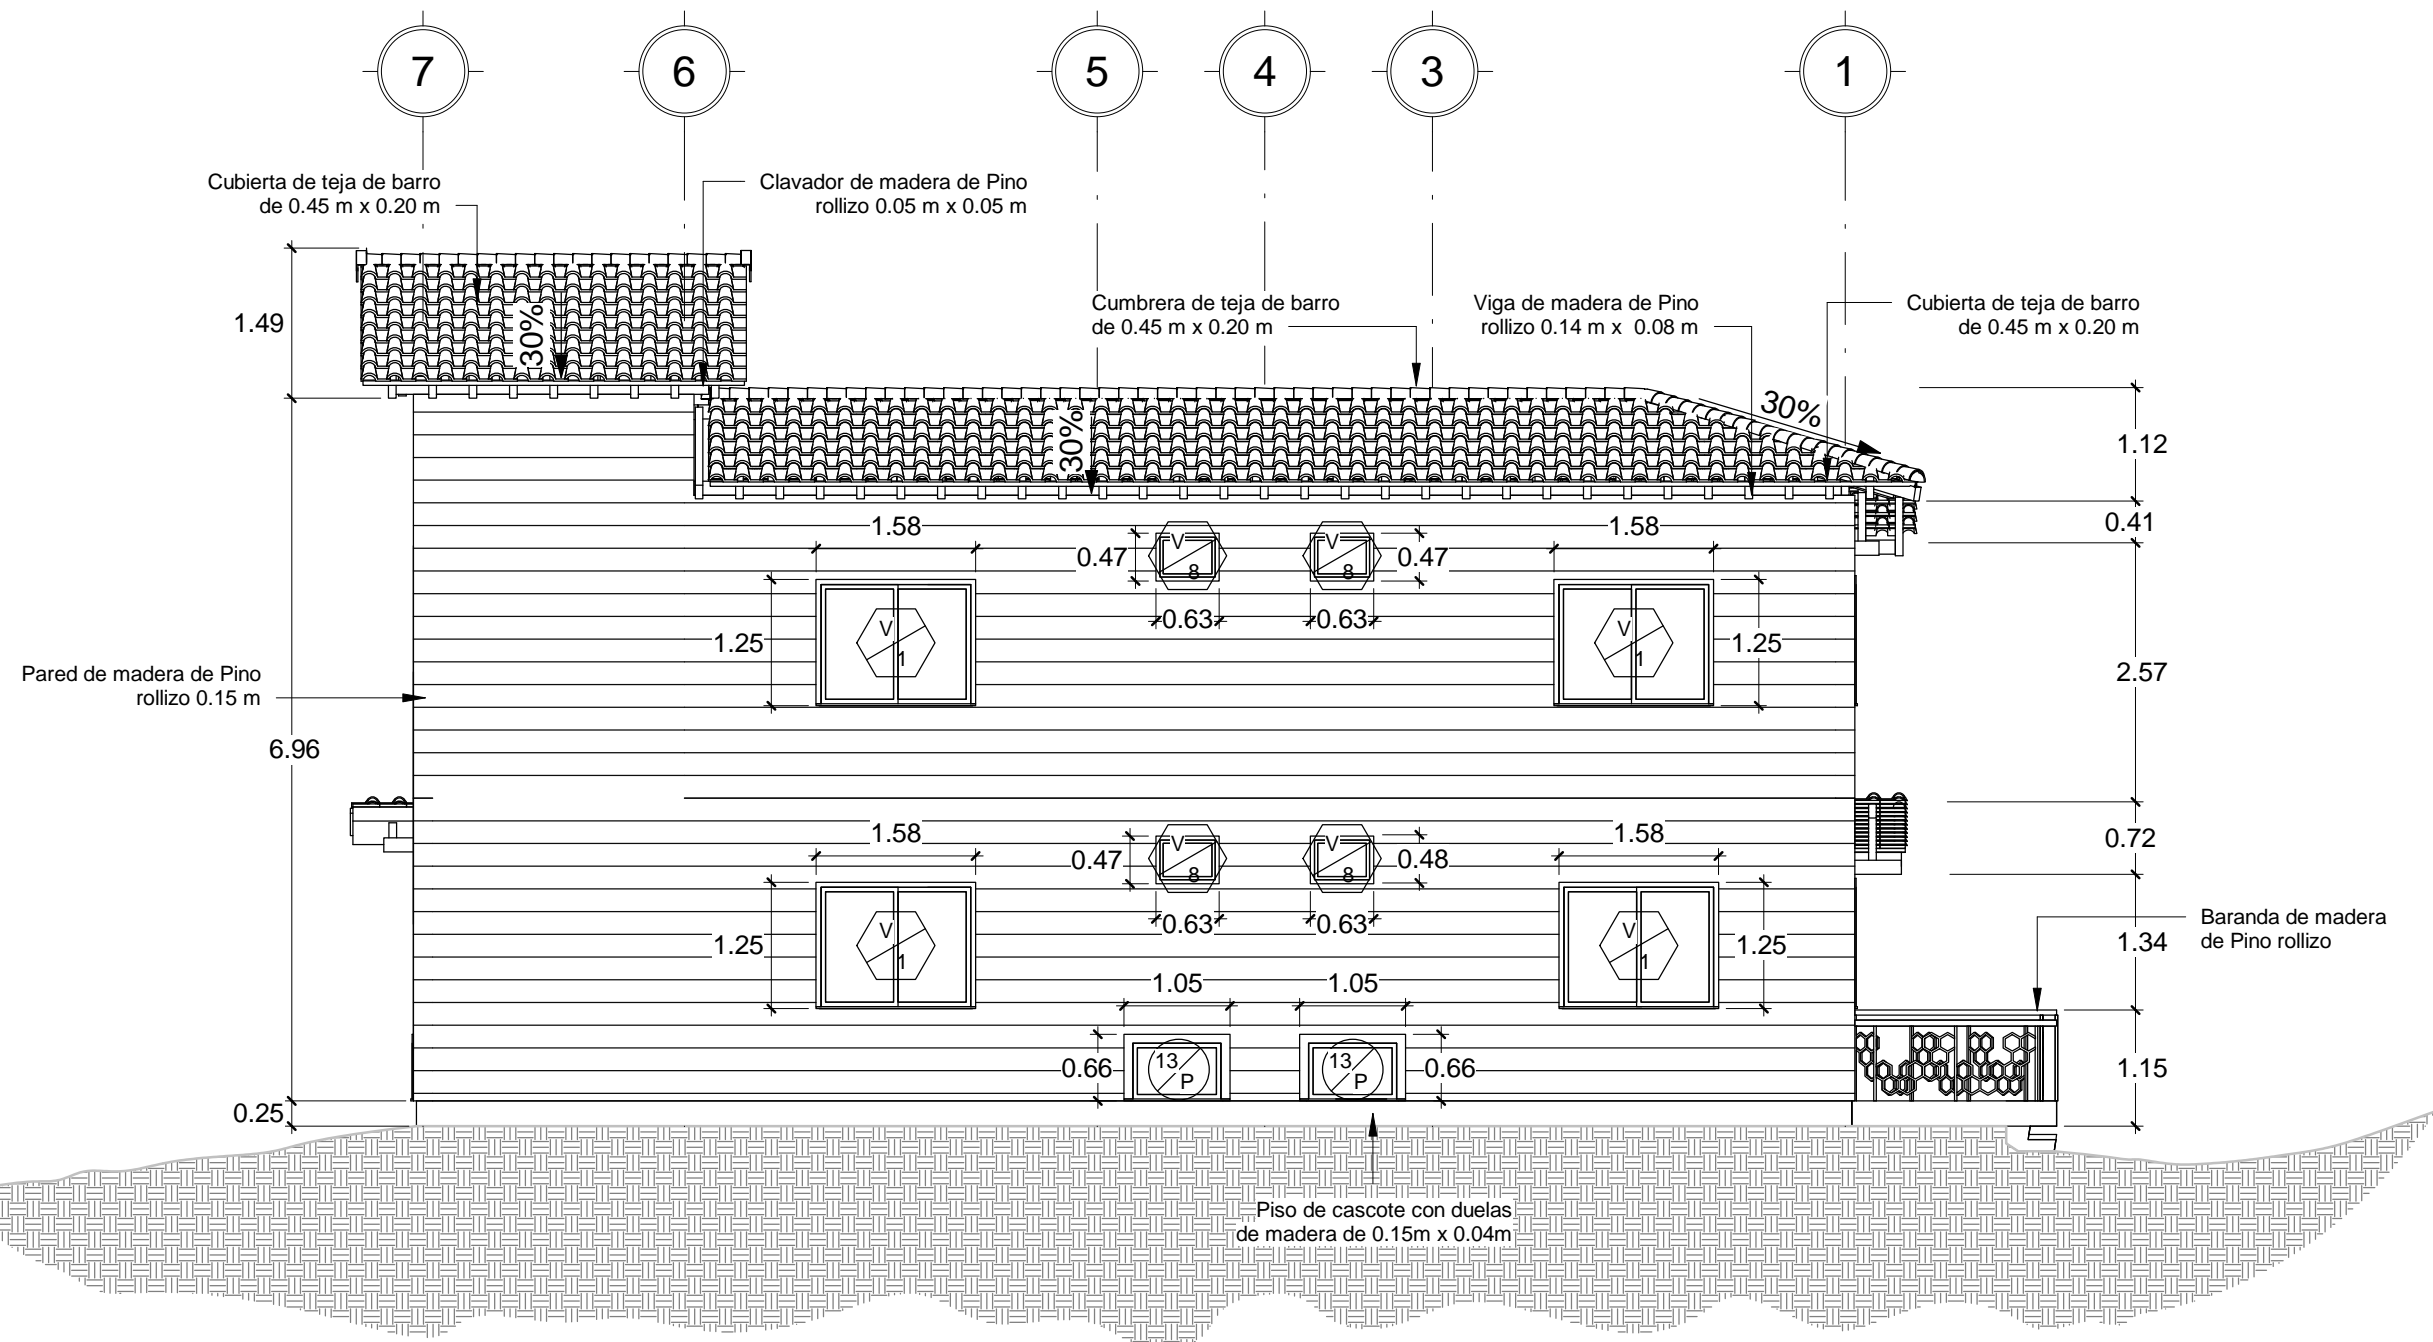 7
6
5
4
3
1
Cubierta de teja de barro
de 0.45 m x 0.20 m
Clavador de madera de Pino
rollizo 0.05 m x 0.05 m
Cumbrera de teja de barro
de 0.45 m x 0.20 m
Viga de madera de Pino
rollizo 0.14 m x 0.08 m
Cubierta de teja de barro
de 0.45 m x 0.20 m
1.49
30%
30%
30%
1.12
0.41
1.58
0.47
V
8
V
8
0.47
1.58
0.63
0.63
1.25
V
1
V
1
1.25
2.57
Pared de madera de Pino
rollizo 0.15 m
6.96
1.58
0.47
V
8
V
8
0.48
1.58
0.72
0.63
0.63
1.25
V
1
V
1
1.25
1.34
Baranda de madera
de Pino rollizo
1.05
1.05
0.66
13
P
13
P
0.66
1.15
0.25
Piso de cascote con duelas
de madera de 0.15m x 0.04m